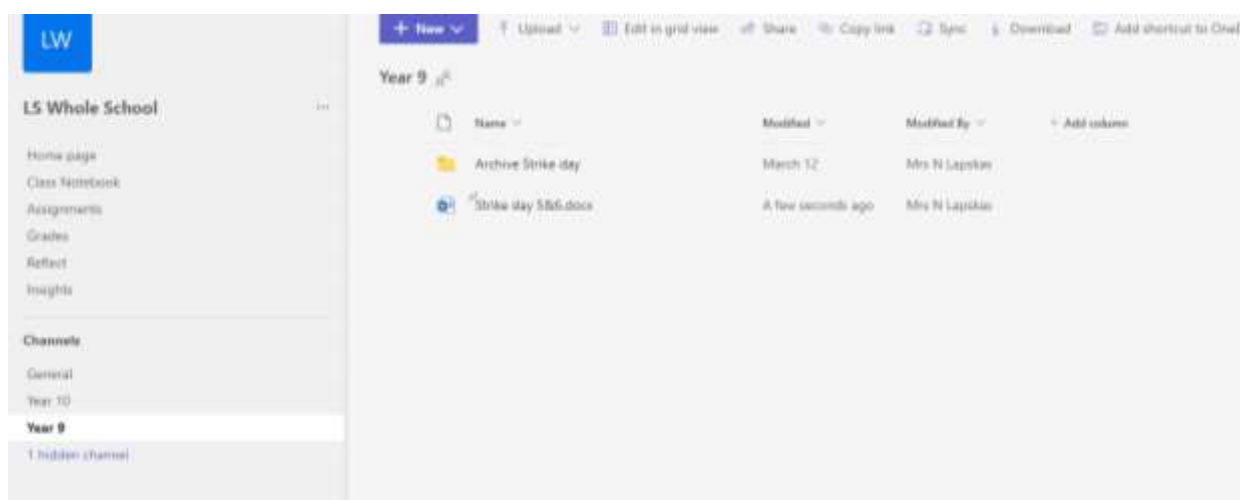 LW
LS Whole School
...
Home page
Class Notebook
Assignments
Grades
Reflect
Insights
Channels
General
Year 10
Year 9
1 hidden channel
+ New
Upload
Edit in grid view
Share
Copy link
Sync
Download
Add shortcut to OneD
Year 9
Name
Modified
Modified By
+ Add column
Archive Strike day
March 12
Mrs N Lapskas
Strike day 5&6.docx
A few seconds ago
Mrs N Lapskas